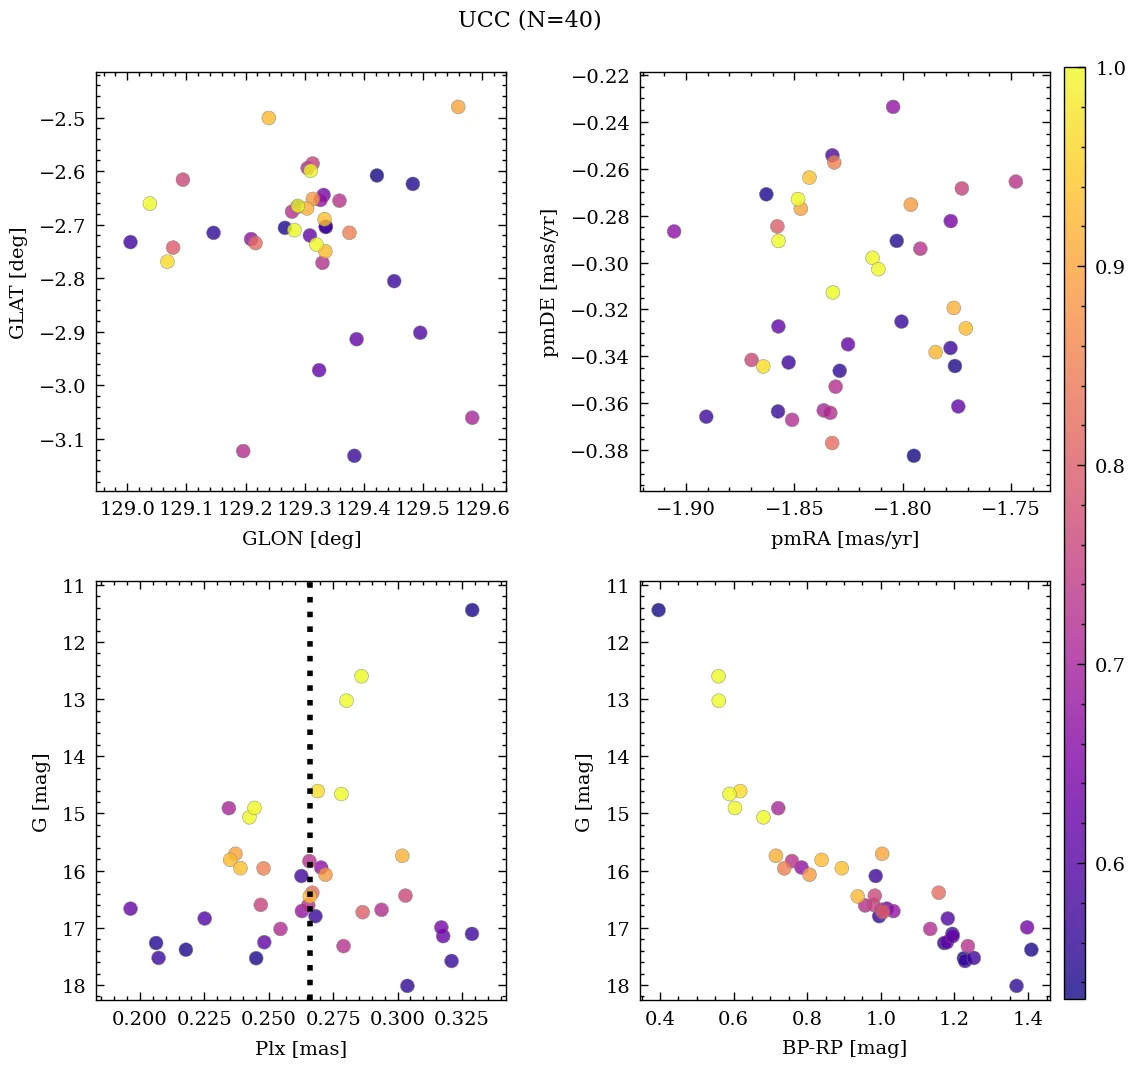 UCC (N=40)
−2.5
−2.6
−2.7
−2.8
−2.9
−3.0
−3.1
GLAT [deg]
129.0 129.1 129.2 129.3 129.4 129.5 129.6
GLON [deg]
−0.22
−0.24
−0.26
−0.28
−0.30
−0.32
−0.34
−0.36
−0.38
pmDE [mas/yr]
−1.90 −1.85 −1.80 −1.75
pmRA [mas/yr]
11
12
13
14
15
16
17
18
G [mag]
0.200 0.225 0.250 0.275 0.300 0.325
Plx [mas]
11
12
13
14
15
16
17
18
G [mag]
0.4 0.6 0.8 1.0 1.2 1.4
BP-RP [mag]
1.0
0.9
0.8
0.7
0.6